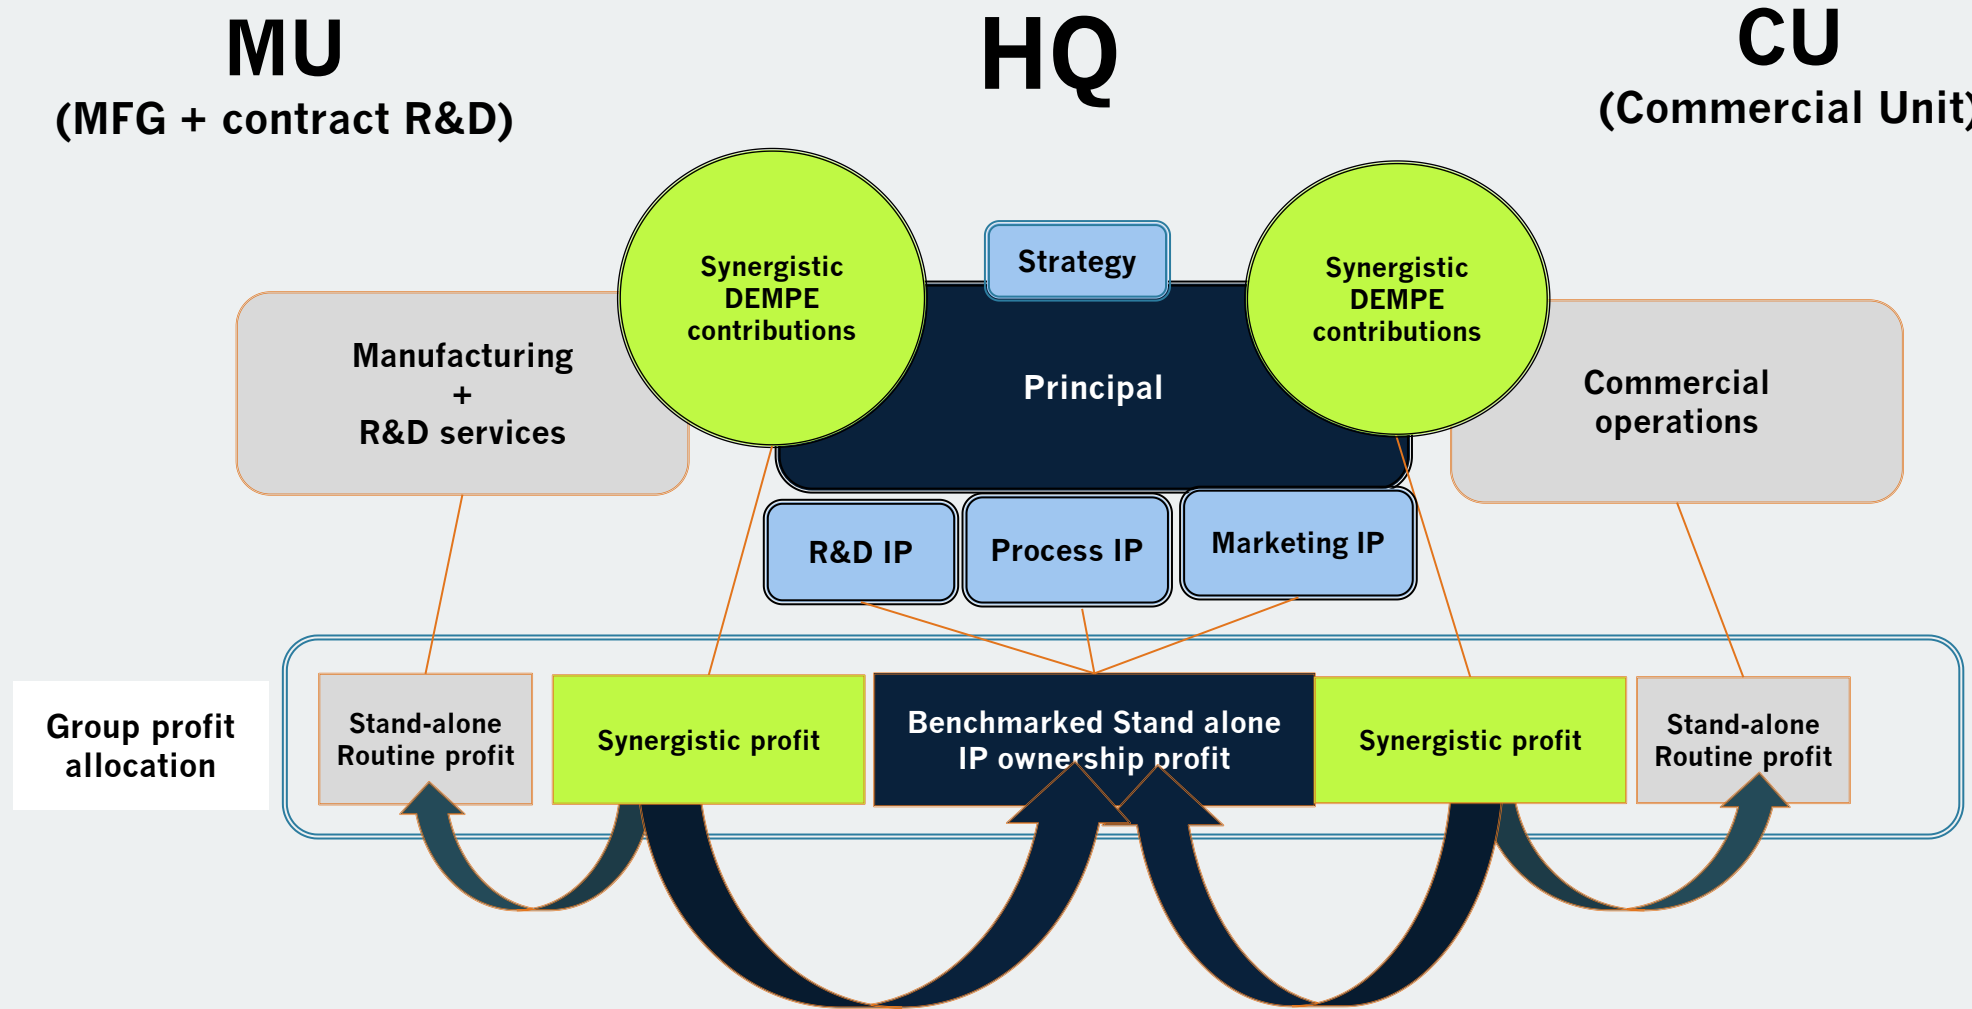 MU
(MFG + contract R&D)
HQ
CU
(Commercial Unit)
Synergistic
DEMPE
contributions
Strategy
Synergistic
DEMPE
contributions
Manufacturing
+
R&D services
Principal
Commercial
operations
R&D IP
Process IP
Marketing IP
Group profit
allocation
Stand-alone
Routine profit
Synergistic profit
Benchmarked Stand alone
IP ownership profit
Synergistic profit
Stand-alone
Routine profit